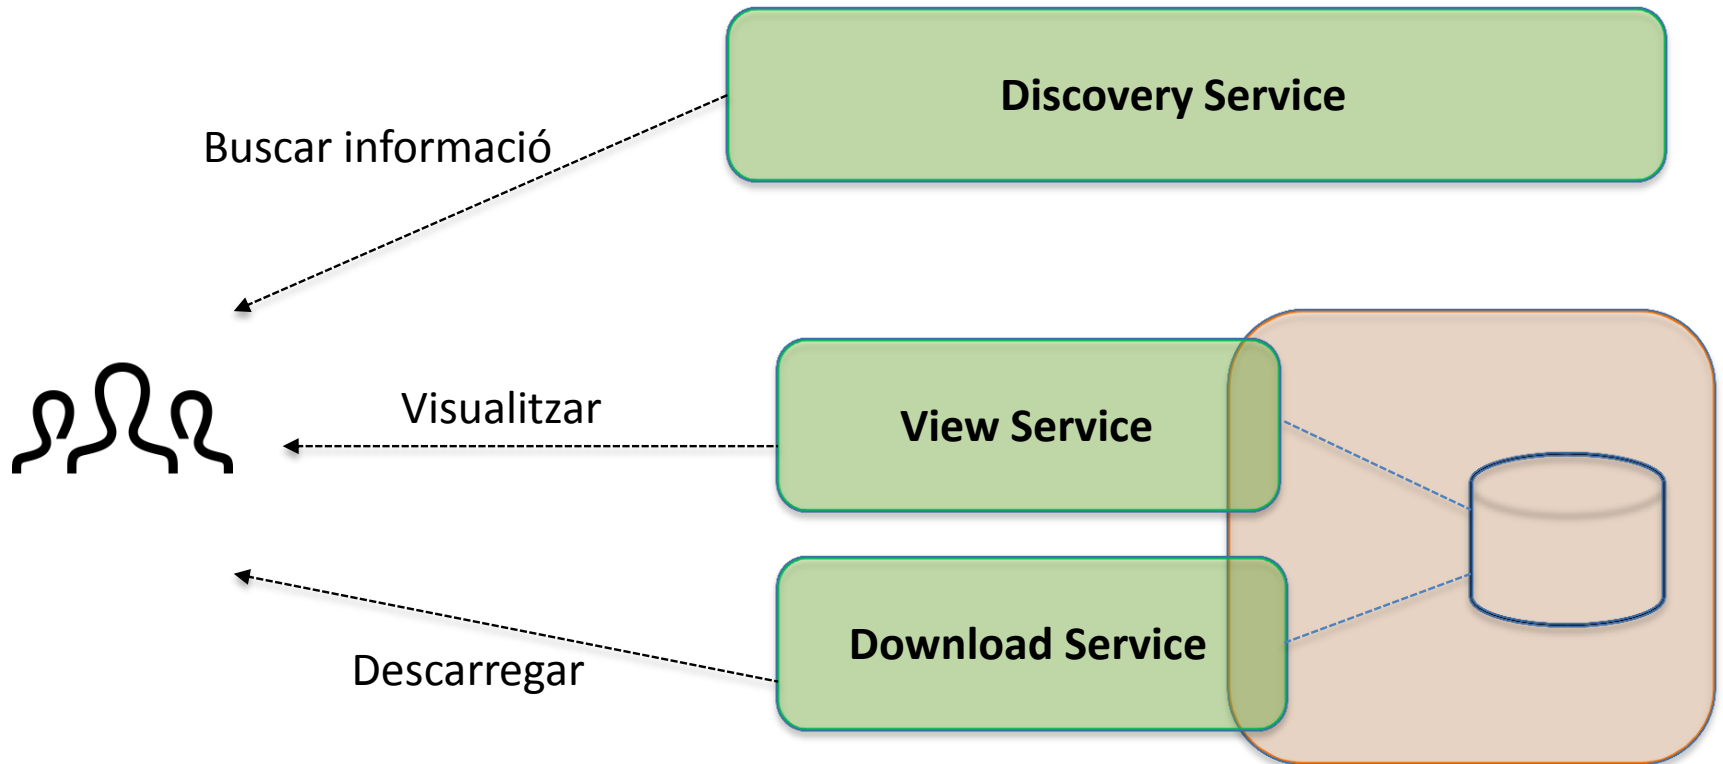 Discovery Service
Buscar informació
Visualitzar
View Service
Download Service
Descarregar